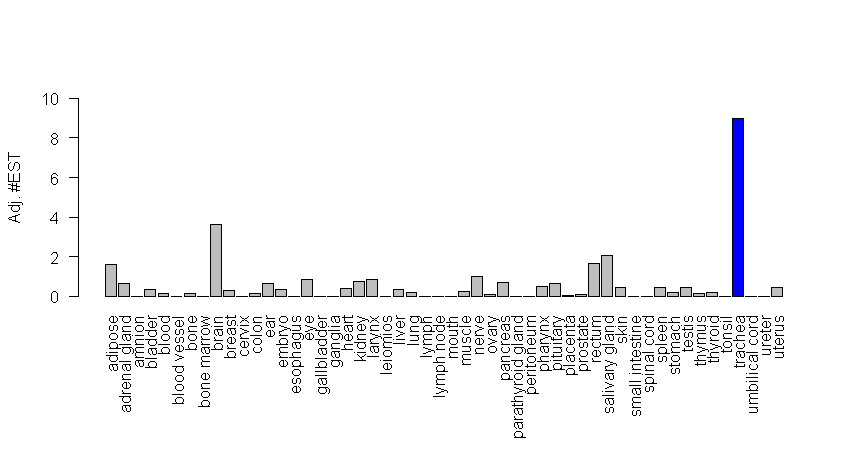 Adj. #EST
10
8
6
4
2
0
adipose
adrenal gland
amnion
bladder
blood
blood vessel
bone
bone marrow
brain
breast
cervix
colon
ear
embryo
esophagus
eye
gallbladder
ganglia
heart
kidney
larynx
leiomios
liver
lung
lymph
lymph node
mouth
muscle
nerve
ovary
pancreas
parathyroid gland
peritoneum
pharynx
pituitary
placenta
prostate
rectum
salivary gland
skin
small intestine
spinal cord
spleen
stomach
testis
thymus
thyroid
tonsil
trachea
umbilical cord
ureter
uterus